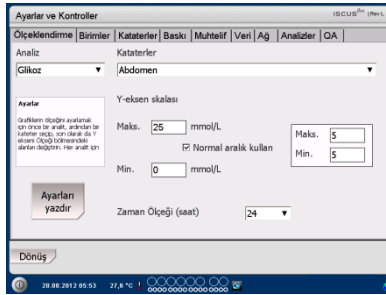 Ayarlar ve Kontroller
ISCUS
Ölçeklendirme Birimler Kataterler Baskı Muhtelif Veri Ağ Analizler QA
Analiz Kataterler
Glikoz Abdomen
Ayarlar
Grafiklerin ölçeğini ayarlamak
için önce bir analit, ardından bir
kateter seçip, son olarak da Y
ekseni Ölçeği bölmesindeki
alanları değiştirin. Her analit için
Y-eksen skalası
Maks. 25 mmol/L
Normal aralık kullan
Min. 0 mmol/L
Maks. 5
Min. 5
Ayarları
yazdır
Zaman Ölçeği (saat) 24
Dönüş
28.08.2012 05:53 27,6 °C